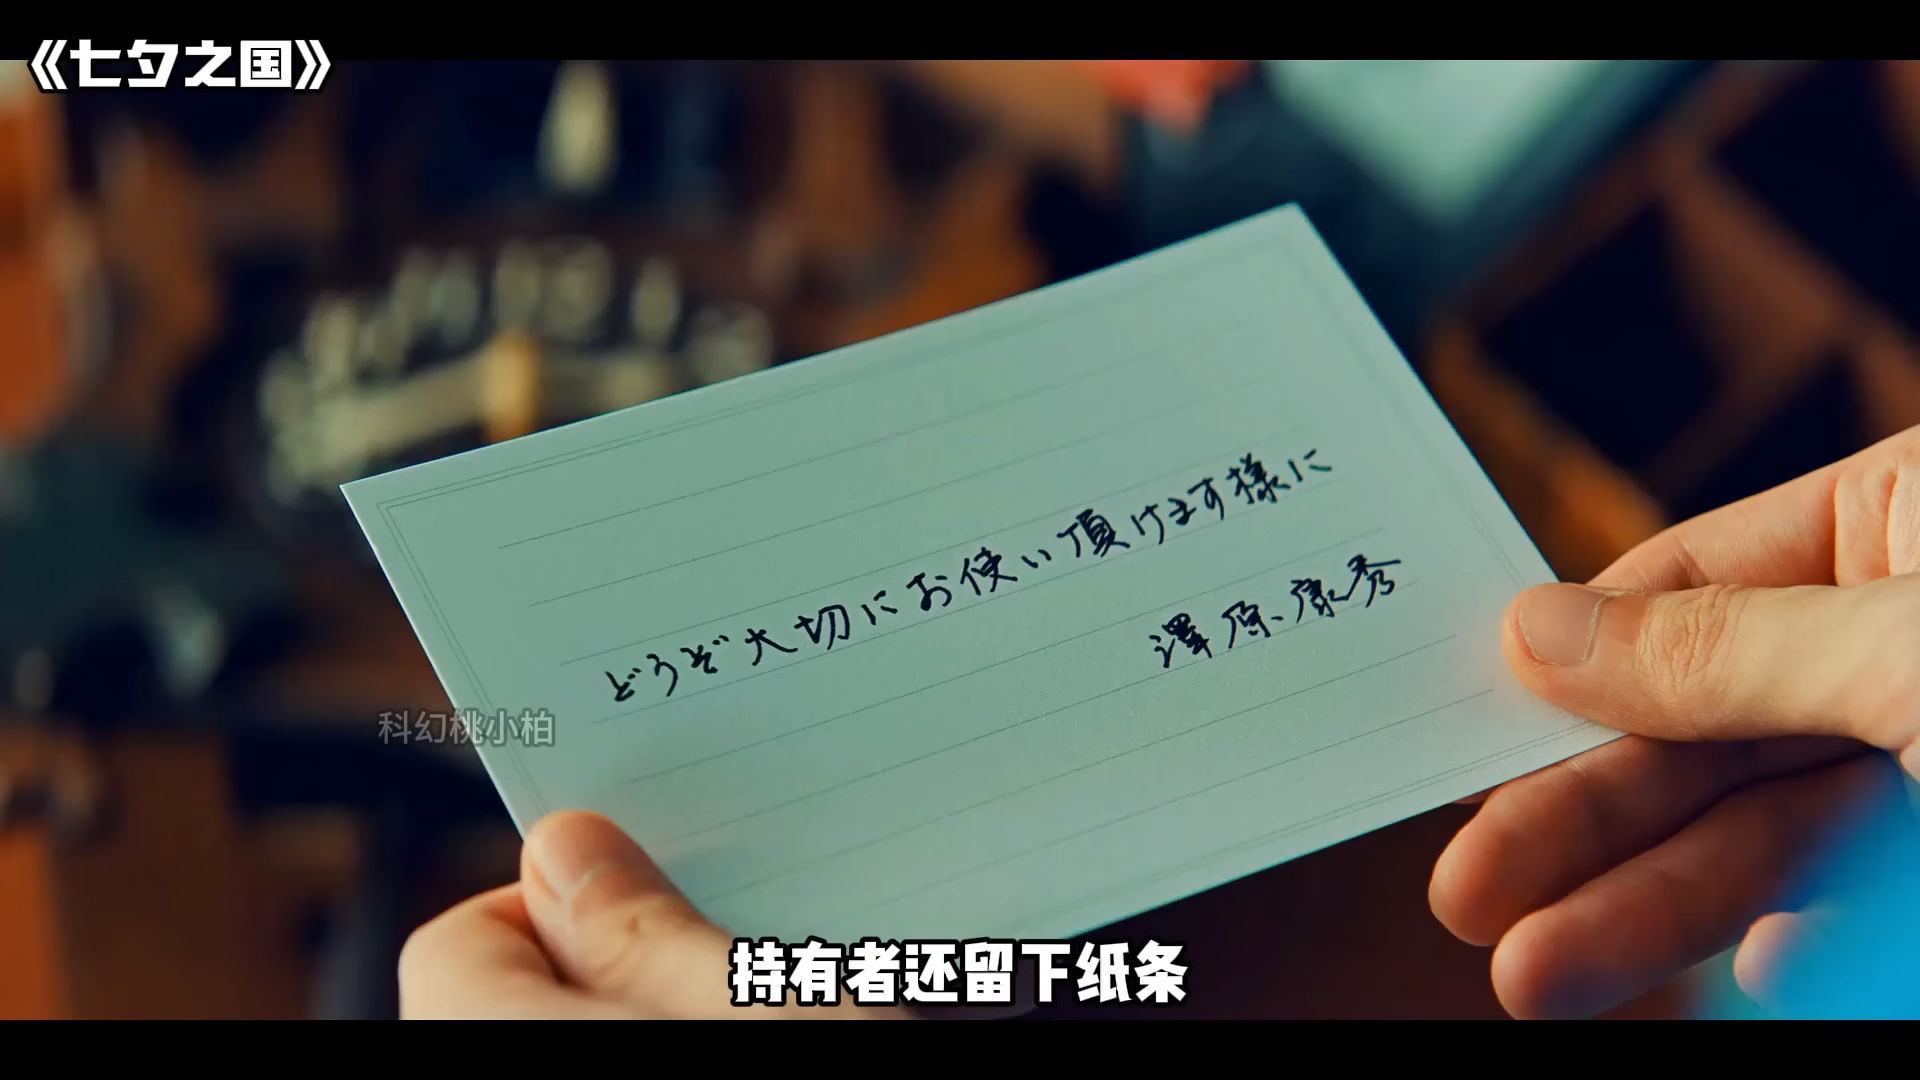 《七夕之国》
どうぞ大切にお使い頂けます様に
澤原康秀
科幻桃小柏
持有者还留下纸条